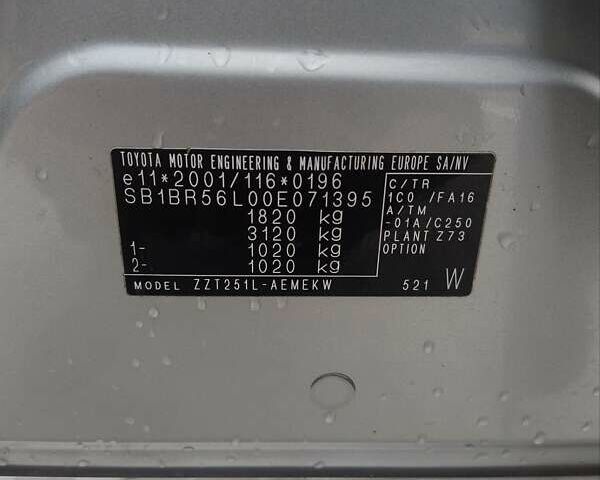 TOYOTA MOTOR ENGINEERING & MANUFACTURING EUROPE SA/NV
e11*2001/116*0196
SB1BR56L00E071395
1820 kg
3120 kg
1- 1020 kg
2- 1020 kg
C/TR
1C0 /FA16
A/TM
-01A/C250
PLANT Z73
OPTION
MODEL ZZT251L-AEMEKW 521 W